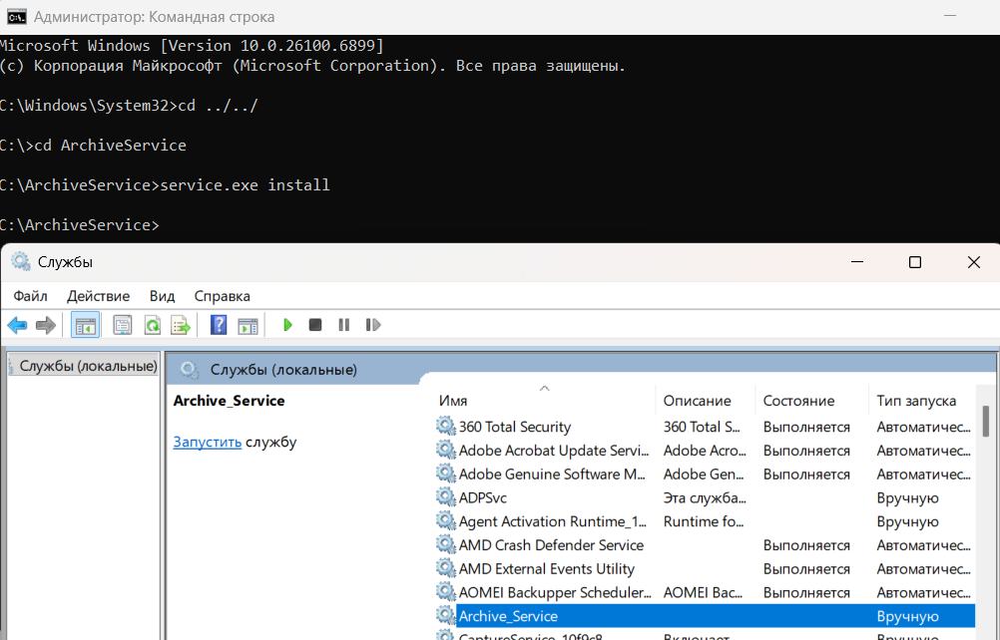 Администратор: Командная строка
Microsoft Windows [Version 10.0.26100.6899]
(c) Корпорация Майкрософт (Microsoft Corporation). Все права защищены.
C:\Windows\System32>cd ../../
C:\>cd ArchiveService
C:\ArchiveService>service.exe install
C:\ArchiveService>
Службы
Файл Действие Вид Справка
Службы (локальные)
Службы (локальные)
Archive_Service
Запустить службу
Имя Описание Состояние Тип запуска
360 Total Security 360 Total S... Выполняется Автоматичес...
Adobe Acrobat Update Servi... Adobe Acro... Выполняется Автоматичес...
Adobe Genuine Software M... Adobe Gen... Выполняется Автоматичес...
ADPSvc Эта служба... Вручную
Agent Activation Runtime_1... Runtime fo... Вручную
AMD Crash Defender Service Выполняется Автоматичес...
AMD External Events Utility Выполняется Автоматичес...
AOMEI Backupper Scheduler... AOMEI Bac... Выполняется Автоматичес...
Archive_Service Вручную
CaptureService_10f9c8 Включает Вручную